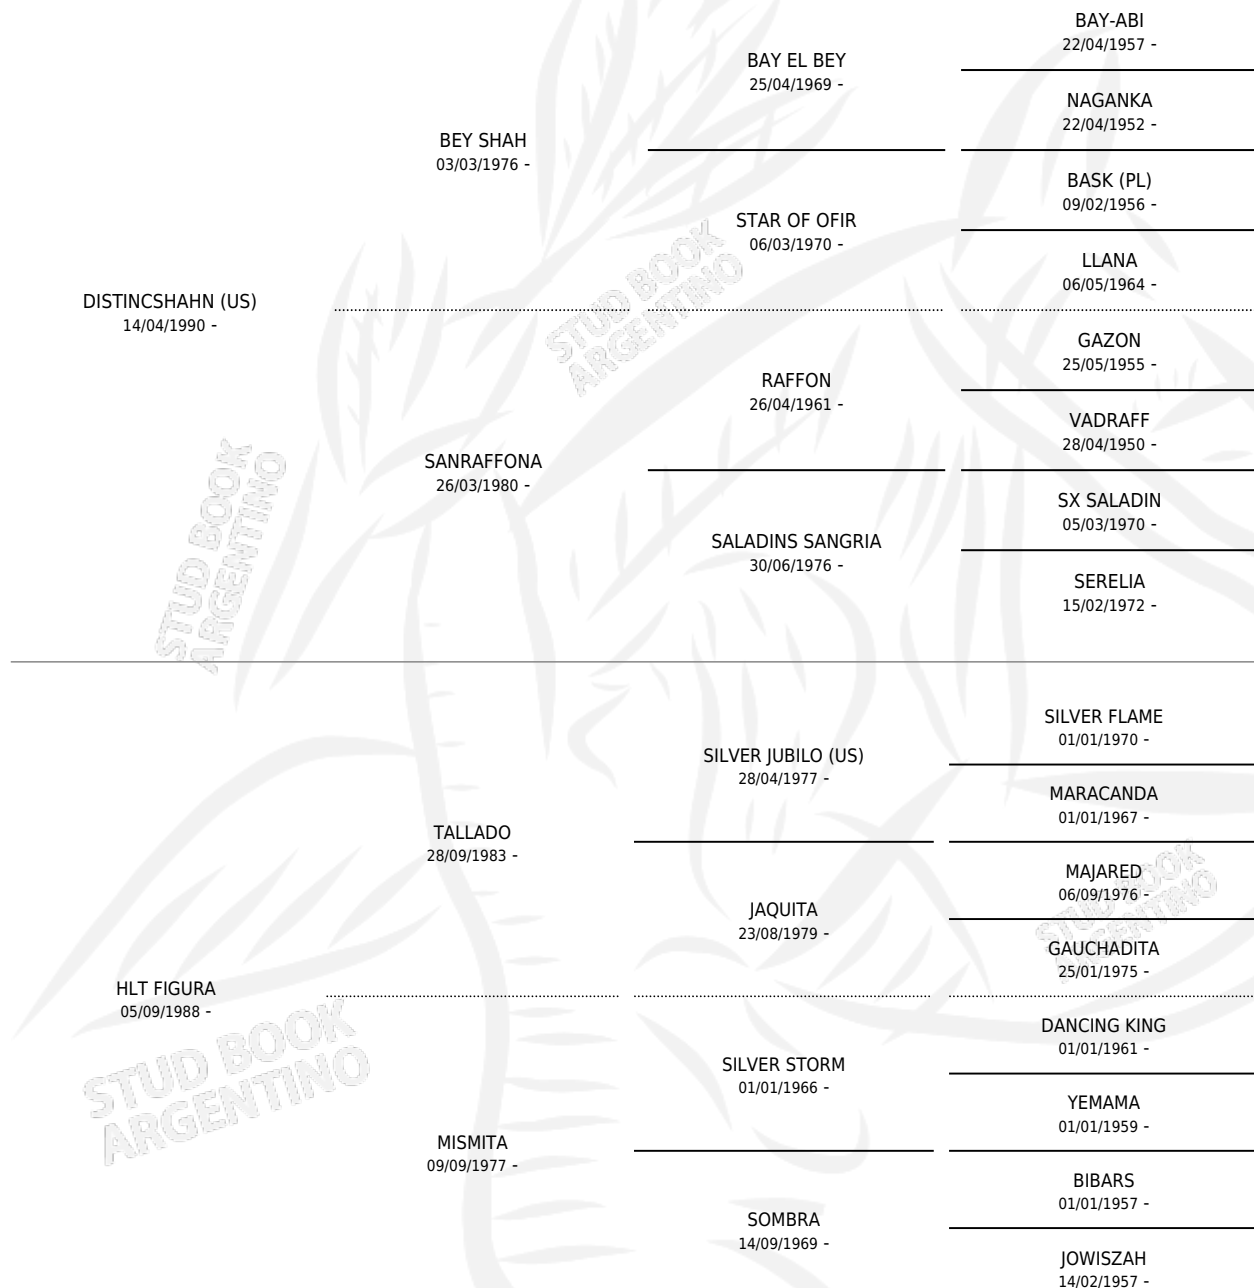 BAY-ABI
22/04/1957 -
BAY EL BEY
25/04/1969 -
NAGANKA
22/04/1952 -
BEY SHAH
03/03/1976 -
BASK (PL)
09/02/1956 -
STAR OF OFIR
06/03/1970 -
LLANA
06/05/1964 -
DISTINCSHAHN (US)
14/04/1990 -
GAZON
25/05/1955 -
RAFFON
26/04/1961 -
VADRAFF
28/04/1950 -
SANRAFFONA
26/03/1980 -
SX SALADIN
05/03/1970 -
SALADINS SANGRIA
30/06/1976 -
SERELIA
15/02/1972 -
SILVER FLAME
01/01/1970 -
SILVER JUBILO (US)
28/04/1977 -
MARACANDA
01/01/1967 -
TALLADO
28/09/1983 -
MAJARED
06/09/1976 -
JAQUITA
23/08/1979 -
GAUCHADITA
25/01/1975 -
HLT FIGURA
05/09/1988 -
DANCING KING
01/01/1961 -
SILVER STORM
01/01/1966 -
YEMAMA
01/01/1959 -
MISMITA
09/09/1977 -
BIBARS
01/01/1957 -
SOMBRA
14/09/1969 -
JOWISZAH
14/02/1957 -
STUD BOOK
ARGENTINO
STUD BOOK
ARGENTINO
STUD BOOK
ARGENTINO
STUD BOOK
ARGENTINO